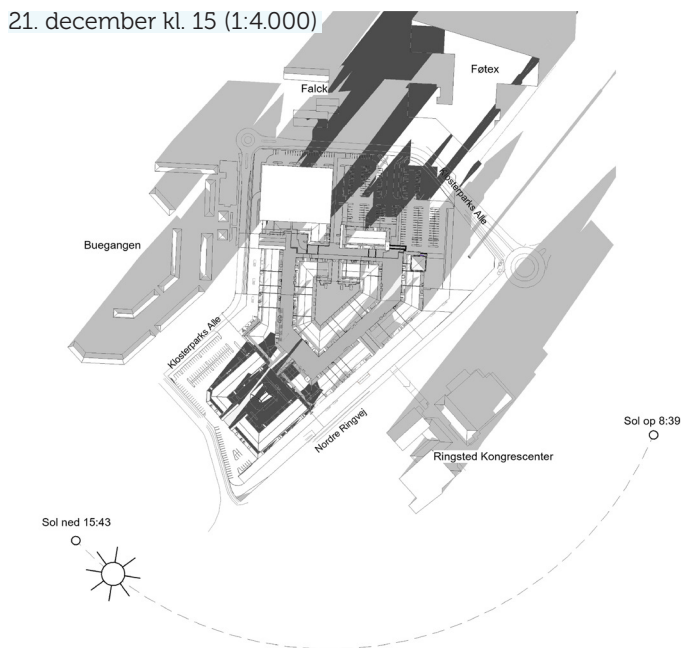 21. december kl. 15 (1:4.000)
Føtex
Falck
Klosterparks Alle
Buegangen
Klosterparks Alle
Nordre Ringvej
Sol op 8:39
Ringsted Kongrescenter
Sol ned 15:43